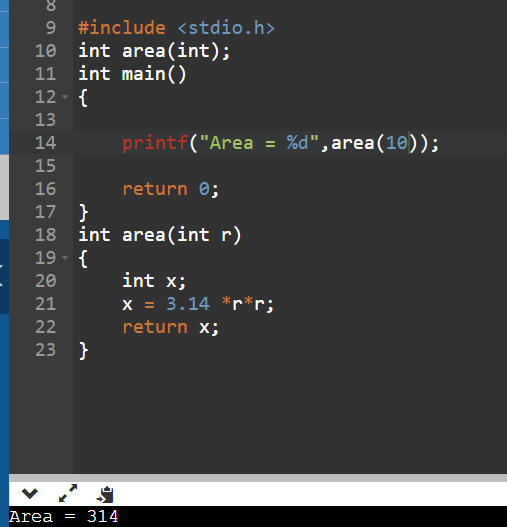 8
9 #include <stdio.h>
10 int area(int);
11 int main()
12 {
13
14     printf("Area = %d",area(10));
15
16     return 0;
17 }
18 int area(int r)
19 {
20     int x;
21     x = 3.14 *r*r;
22     return x;
23 }
Area = 314